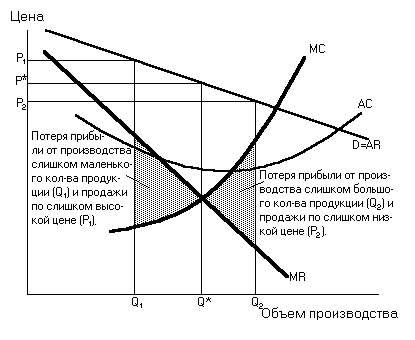 Цена
MC
P₁
P*
P₂
AC
D=AR
Потеря прибы-
ли от производства
слишком маленько-
го кол-ва продук-
ции (Q₁) и продажи
по слишком высо-
кой цене (P₁).
Потеря прибыли от произ-
водства слишком большо-
го кол-ва продукции (Q₂) и
продажи по слишком низ-
кой цене (P₂).
MR
Q₁
Q*
Q₂
Объем производства